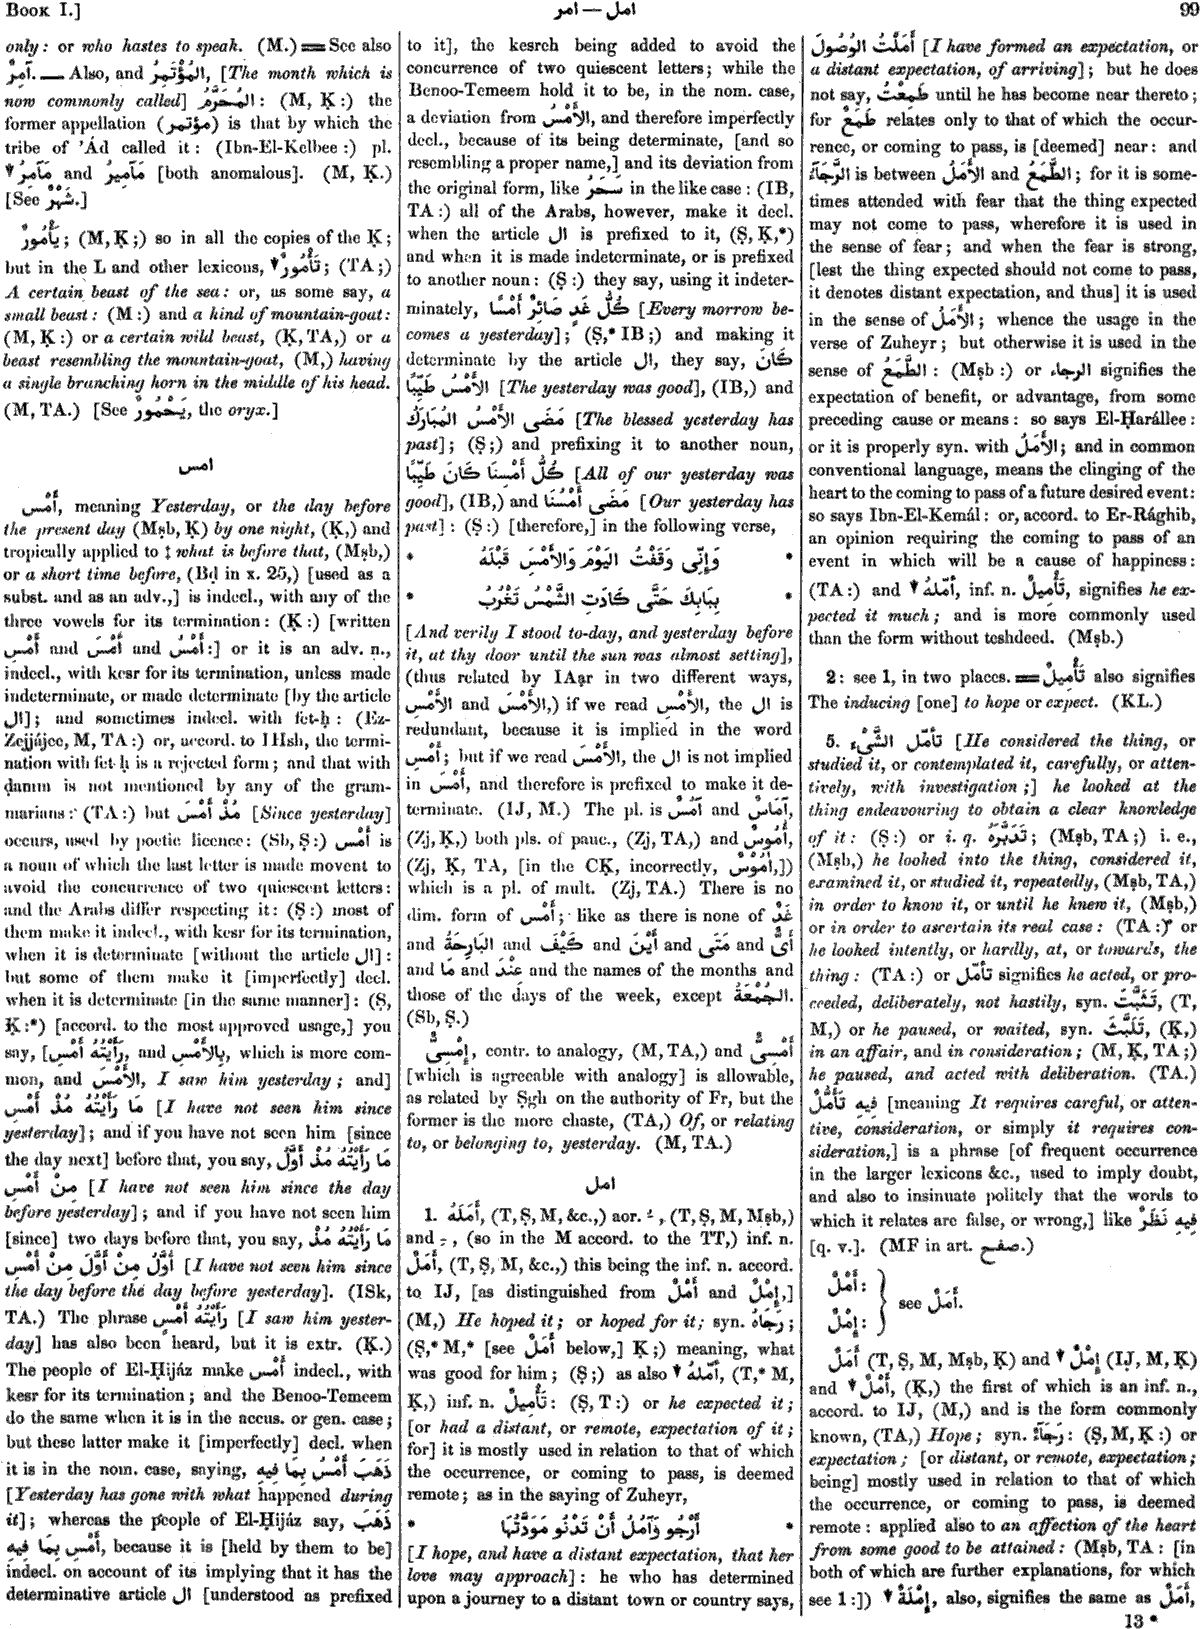 Book I.]
امل — امر
99
only: or who hastes to speak. (M.) ══ See also
آمِرٌ. — Also, and المُؤْتَمِرُ, [The month which is
now commonly called] المُحَرَّمُ: (M, Ḳ:) the
former appellation (مؤتمر) is that by which the
tribe of 'Ád called it: (Ibn-El-Kelbee:) pl.
▼ مَآمِرُ and مَآمِيرُ [both anomalous]. (M, Ḳ.)
[See شَهْرٌ.]
يَأْمُورٌ; (M, Ḳ;) so in all the copies of the Ḳ;
but in the L and other lexicons, ▼ تَأْمُورٌ; (TA;)
A certain beast of the sea: or, as some say, a
small beast: (M:) and a kind of mountain-goat:
(M, Ḳ:) or a certain wild beast, (Ḳ, TA,) or a
beast resembling the mountain-goat, (M,) having
a single branching horn in the middle of his head.
(M, TA.) [See يَحْمُورٌ, the oryx.]
امس
أَمْسِ, meaning Yesterday, or the day before
the present day (Mṣb, Ḳ) by one night, (Ḳ,) and
tropically applied to ‡ what is before that, (Mṣb,)
or a short time before, (Bḍ in x. 25,) [used as a
subst. and as an adv.,] is indecl., with any of the
three vowels for its termination: (Ḳ:) [written
أَمْسِ and أَمْسَ and أَمْسُ:] or it is an adv. n.,
indecl., with kesr for its termination, unless made
indeterminate, or made determinate [by the article
ال]; and sometimes indecl. with fet-ḥ: (Ez-
Zejjájee, M, TA:) or, accord. to IHsh, the termi-
nation with fet-ḥ is a rejected form; and that with
ḍamm is not mentioned by any of the gram-
marians: (TA:) but مُذْ أَمْسَ [Since yesterday]
occurs, used by poetic licence: (Sb, Ṣ:) أَمْسِ is
a noun of which the last letter is made movent to
avoid the concurrence of two quiescent letters:
and the Arabs differ respecting it: (Ṣ:) most of
them make it indecl., with kesr for its termination,
when it is determinate [without the article ال]:
but some of them make it [imperfectly] decl.
when it is determinate [in the same manner]: (Ṣ,
Ḳ:*) [accord. to the most approved usage,] you
say, [رَأَيْتُهُ أَمْسِ, and بِالأَمْسِ, which is more com-
mon, and الأَمْسِ, I saw him yesterday; and]
مَا رَأَيْتُهُ مُذْ أَمْسِ [I have not seen him since
yesterday]; and if you have not seen him [since
the day next] before that, you say, مَا رَأَيْتُهُ مُذْ أَوَّلَ
مِنْ أَمْسِ [I have not seen him since the day
before yesterday]; and if you have not seen him
[since] two days before that, you say, مَا رَأَيْتُهُ مُذْ
أَوَّلَ مِنْ أَوَّلَ مِنْ أَمْسِ [I have not seen him since
the day before the day before yesterday]. (ISk,
TA.) The phrase رَأَيْتُهُ أَمْسٍ [I saw him yester-
day] has also been heard, but it is extr. (Ḳ.)
The people of El-Ḥijáz make أَمْسِ indecl., with
kesr for its termination; and the Benoo-Temeem
do the same when it is in the accus. or gen. case;
but these latter make it [imperfectly] decl. when
it is in the nom. case, saying, ذَهَبَ أَمْسُ بِمَا فِيهِ
[Yesterday has gone with what happened during
it]; whereas the people of El-Ḥijáz say, ذَهَبَ
أَمْسِ بِمَا فِيهِ, because it is [held by them to be]
indecl. on account of its implying that it has the
determinative article ال [understood as prefixed
to it], the kesreh being added to avoid the
concurrence of two quiescent letters; while the
Benoo-Temeem hold it to be, in the nom. case,
a deviation from الأَمْسُ, and therefore imperfectly
decl., because of its being determinate, [and so
resembling a proper name,] and its deviation from
the original form, like سَحَرُ in the like case: (IB,
TA:) all of the Arabs, however, make it decl.
when the article ال is prefixed to it, (Ṣ, Ḳ,*)
and when it is made indeterminate, or is prefixed
to another noun: (Ṣ:) they say, using it indeter-
minately, كُلُّ غَدٍ صَائِرٌ أَمْسًا [Every morrow be-
comes a yesterday]; (Ṣ,* IB;) and making it
determinate by the article ال, they say, كَانَ
الأَمْسُ طَيِّبًا [The yesterday was good], (IB,) and
مَضَى الأَمْسُ المُبَارَكُ [The blessed yesterday has
past]; (Ṣ;) and prefixing it to another noun,
كُلُّ أَمْسِنَا كَانَ طَيِّبًا [All of our yesterday was
good], (IB,) and مَضَى أَمْسُنَا [Our yesterday has
past]: (Ṣ:) [therefore,] in the following verse,
* وَإِنِّى وَقَفْتُ اليَوْمَ وَالأَمْسِ قَبْلَهُ *
* بِبَابِكَ حَتَّى كَادَتِ الشَّمْسُ تَغْرُبُ *
[And verily I stood to-day, and yesterday before
it, at thy door until the sun was almost setting],
(thus related by IAạr in two different ways,
الأَمْسِ and الأَمْسَ,) if we read الأَمْسِ, the ال is
redundant, because it is implied in the word
أَمْسِ; but if we read الأَمْسَ, the ال is not implied
in أَمْسَ, and therefore is prefixed to make it de-
terminate. (IJ, M.) The pl. is آمُسٌ and آمَاسٌ,
(Zj, Ḳ,) both pls. of pauc., (Zj, TA,) and أُمُوسٌ,
(Zj, Ḳ, TA, [in the CḲ, incorrectly, اُمُوْسٌ,])
which is a pl. of mult. (Zj, TA.) There is no
dim. form of أَمْسِ; like as there is none of غَدٌ
and البَارِحَةُ and كَيْفَ and أَيْنَ and مَتَى and أَىٌّ
and مَا and عِنْدَ and the names of the months and
those of the days of the week, except الجُمْعَةُ.
(Sb, Ṣ.)
إِمْسِىٌّ, contr. to analogy, (M, TA,) and أَمْسِىٌّ
[which is agreeable with analogy] is allowable,
as related by Ṣgh on the authority of Fr, but the
former is the more chaste, (TA,) Of, or relating
to, or belonging to, yesterday. (M, TA.)
امل
1. أَمَلَهُ, (T, Ṣ, M, &c.,) aor. ـُ, (T, Ṣ, M, Mṣb,)
and ـِ, (so in the M accord. to the TT,) inf. n.
أَمَلٌ, (T, Ṣ, M, &c.,) this being the inf. n. accord.
to IJ, [as distinguished from أَمْلٌ and إِمْلٌ,]
(M,) He hoped it; or hoped for it; syn. رَجَاهُ;
(Ṣ,* M,* [see أَمَلٌ below,] Ḳ;) meaning, what
was good for him; (Ṣ;) as also ▼ أَمَّلَهُ, (T,* M,
Ḳ,) inf. n. تَأْمِيلٌ: (Ṣ, T:) or he expected it;
[or had a distant, or remote, expectation of it;
for] it is mostly used in relation to that of which
the occurrence, or coming to pass, is deemed
remote; as in the saying of Zuheyr,
* أَرْجُو وَآمُلُ أَنْ تَدْنُو مَوَدَّتُهَا *
[I hope, and have a distant expectation, that her
love may approach]: he who has determined
upon a journey to a distant town or country says,
أَمَلْتُ الوُصُولَ [I have formed an expectation, or
a distant expectation, of arriving]; but he does
not say, طَمِعْتُ until he has become near thereto;
for طَمَعٌ relates only to that of which the occur-
rence, or coming to pass, is [deemed] near: and
الرَّجَآءُ is between الأَمَلُ and الطَّمَعُ; for it is some-
times attended with fear that the thing expected
may not come to pass, wherefore it is used in
the sense of fear; and when the fear is strong,
[lest the thing expected should not come to pass,
it denotes distant expectation, and thus] it is used
in the sense of الأَمَلُ; whence the usage in the
verse of Zuheyr; but otherwise it is used in the
sense of الطَّمَعُ: (Mṣb:) or الرجاء signifies the
expectation of benefit, or advantage, from some
preceding cause or means: so says El-Ḥarállee:
or it is properly syn. with الأَمَلُ; and in common
conventional language, means the clinging of the
heart to the coming to pass of a future desired event:
so says Ibn-El-Kemál: or, accord. to Er-Rághib,
an opinion requiring the coming to pass of an
event in which will be a cause of happiness:
(TA:) and ▼ أَمَّلَهُ, inf. n. تَأْمِيلٌ, signifies he ex-
pected it much; and is more commonly used
than the form without teshdeed. (Mṣb.)
2: see 1, in two places. ══ تَأْمِيلٌ also signifies
The inducing [one] to hope or expect. (KL.)
5. تَأَمَّلَ الشَّىْءَ [He considered the thing, or
studied it, or contemplated it, carefully, or atten-
tively, with investigation;] he looked at the
thing endeavouring to obtain a clear knowledge
of it: (Ṣ:) or i. q. تَدَبَّرَهُ; (Mṣb, TA;) i. e.,
(Mṣb,) he looked into the thing, considered it,
examined it, or studied it, repeatedly, (Mṣb, TA,)
in order to know it, or until he knew it, (Mṣb,)
or in order to ascertain its real case: (TA:) or
he looked intently, or hardly, at, or towards, the
thing: (TA:) or تَأَمَّلَ signifies he acted, or pro-
ceeded, deliberately, not hastily, syn. تَثَبَّتَ, (T,
M,) or he paused, or waited, syn. تَلَبَّثَ, (Ḳ,)
in an affair, and in consideration; (M, Ḳ, TA;)
he paused, and acted with deliberation. (TA.)
فِيهِ تَأَمُّلٌ [meaning It requires careful, or atten-
tive, consideration, or simply it requires con-
sideration,] is a phrase [of frequent occurrence
in the larger lexicons &c., used to imply doubt,
and also to insinuate politely that the words to
which it relates are false, or wrong,] like فِيهِ نَظَرٌ
[q. v.]. (MF in art. صفح.)
أَمْلٌ:
إِمْلٌ:
see أَمَلٌ.
أَمَلٌ (T, Ṣ, M, Mṣb, Ḳ) and ▼ إِمْلٌ (IJ, M, Ḳ)
and ▼ أَمْلٌ, (Ḳ,) the first of which is an inf. n.,
accord. to IJ, (M,) and is the form commonly
known, (TA,) Hope; syn. رَجَآءٌ: (Ṣ, M, Ḳ:) or
expectation; [or distant, or remote, expectation;
being] mostly used in relation to that of which
the occurrence, or coming to pass, is deemed
remote: applied also to an affection of the heart
from some good to be attained: (Mṣb, TA: [in
both of which are further explanations, for which
see 1:]) ▼ إِمْلَةٌ, also, signifies the same as أَمَلٌ,
13 *